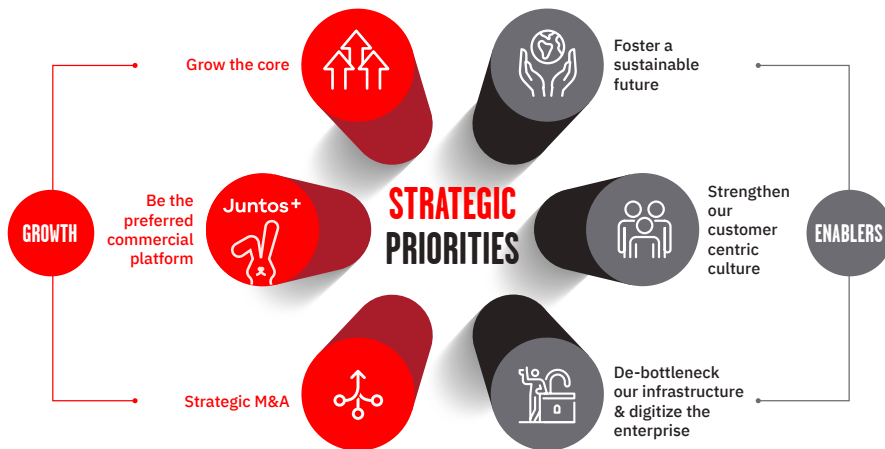 Grow the core
Be the
preferred
commercial
platform
Juntos+
Strategic M&A
GROWTH
STRATEGIC
PRIORITIES
Foster a
sustainable
future
Strengthen
our
customer
centric
culture
De-bottleneck
our infrastructure
& digitize the
enterprise
ENABLERS